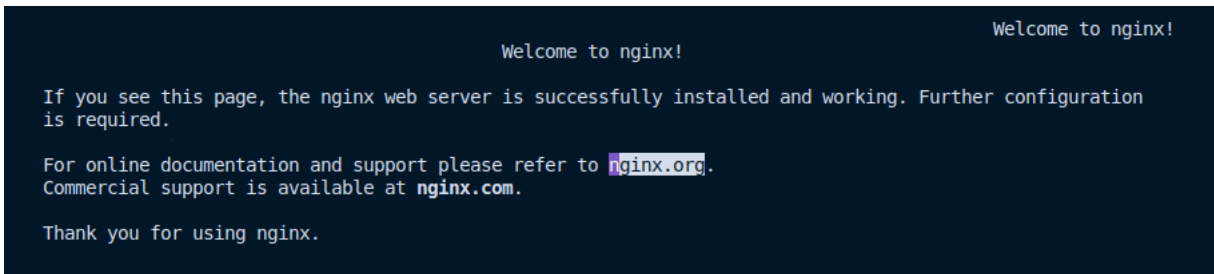 Welcome to nginx!
Welcome to nginx!
If you see this page, the nginx web server is successfully installed and working. Further configuration
is required.
For online documentation and support please refer to nginx.org.
Commercial support is available at nginx.com.
Thank you for using nginx.